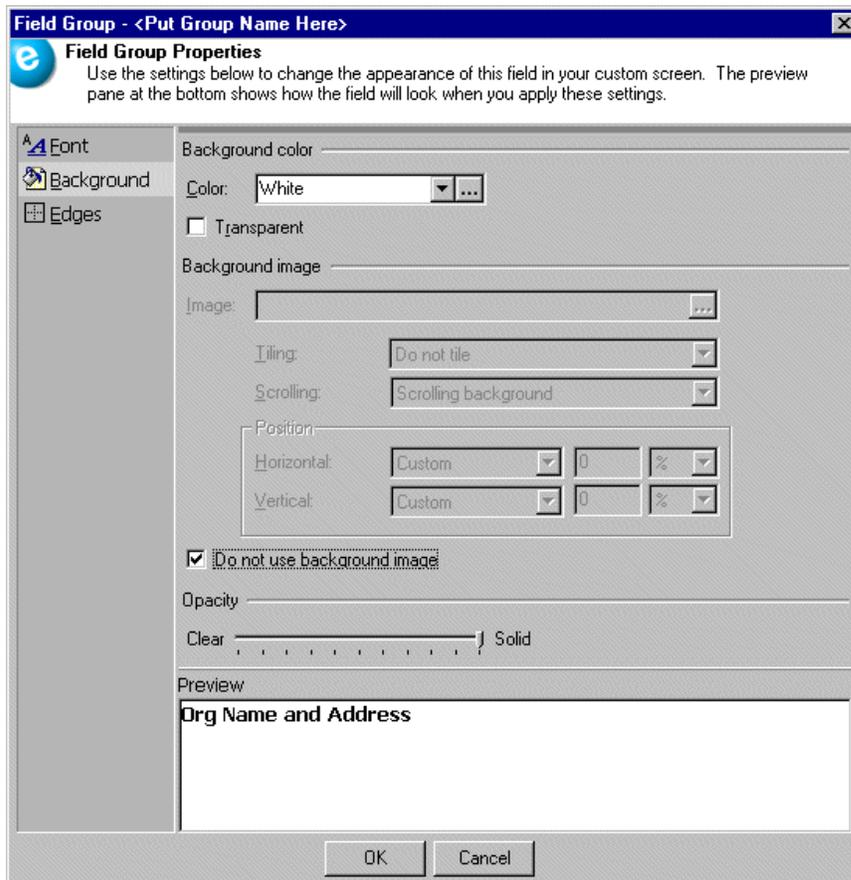 Field Group - <Put Group Name Here>
Field Group Properties
Use the settings below to change the appearance of this field in your custom screen. The preview
pane at the bottom shows how the field will look when you apply these settings.
Font
Background
Edges
Background color
Color: White
Transparent
Background image
Image:
Tiling: Do not tile
Scrolling: Scrolling background
Position
Horizontal: Custom 0 %
Vertical: Custom 0 %
Do not use background image
Opacity
Clear Solid
Preview
Org Name and Address
OK Cancel